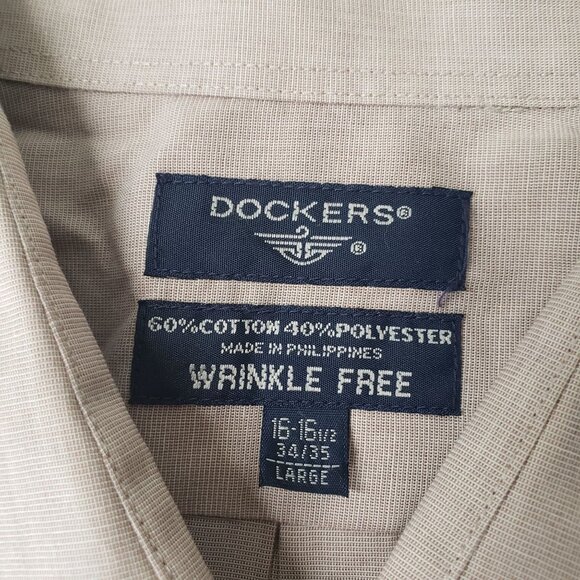 DOCKERS®
®
60%COTTON 40%POLYESTER
MADE IN PHILIPPINES
WRINKLE FREE
16-16 1/2
34/35
LARGE